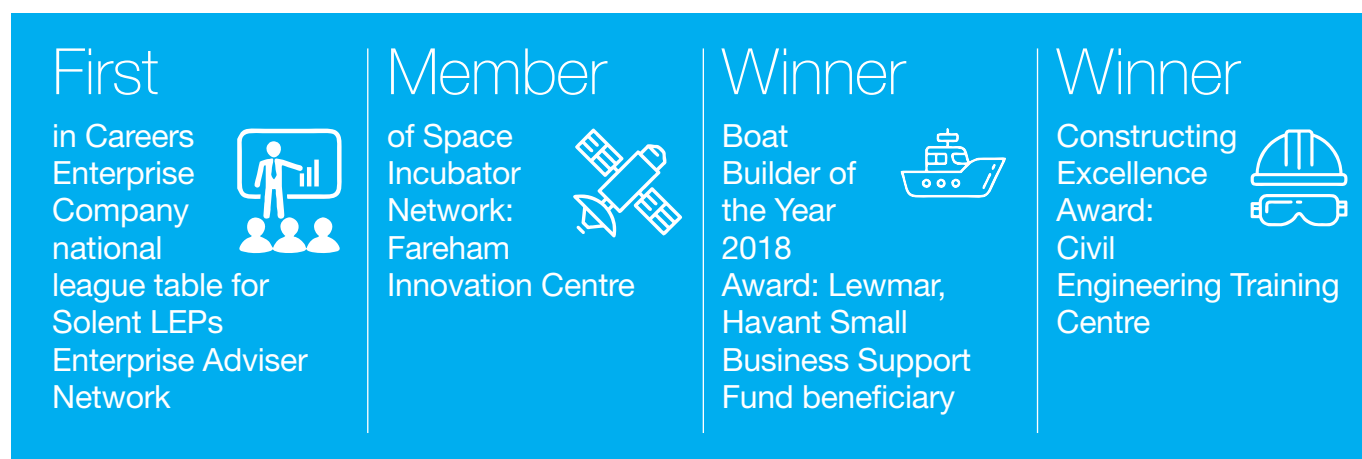 First
in Careers
Enterprise
Company
national
league table for
Solent LEPs
Enterprise Adviser
Network
Member
of Space
Incubator
Network:
Fareham
Innovation Centre
Winner
Boat
Builder of
the Year
2018
Award: Lewmar,
Havant Small
Business Support
Fund beneficiary
Winner
Constructing
Excellence
Award:
Civil
Engineering Training
Centre